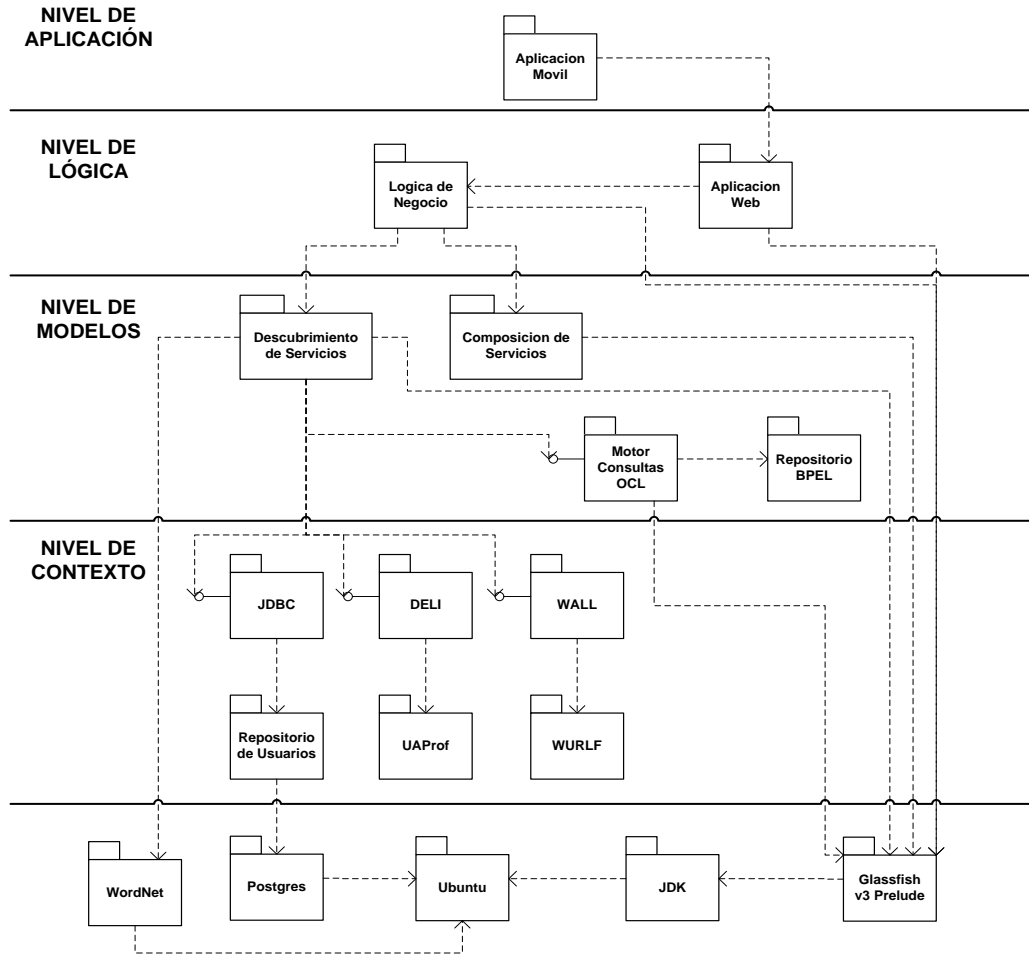 NIVEL DE
APLICACIÓN
Aplicacion
Movil
NIVEL DE
LÓGICA
Logica de
Negocio
Aplicacion
Web
NIVEL DE
MODELOS
Descubrimiento
de Servicios
Composicion de
Servicios
Motor
Consultas
OCL
Repositorio
BPEL
NIVEL DE
CONTEXTO
JDBC
DELI
WALL
Repositorio
de Usuarios
UAProf
WURLF
WordNet
Postgres
Ubuntu
JDK
Glassfish
v3 Prelude